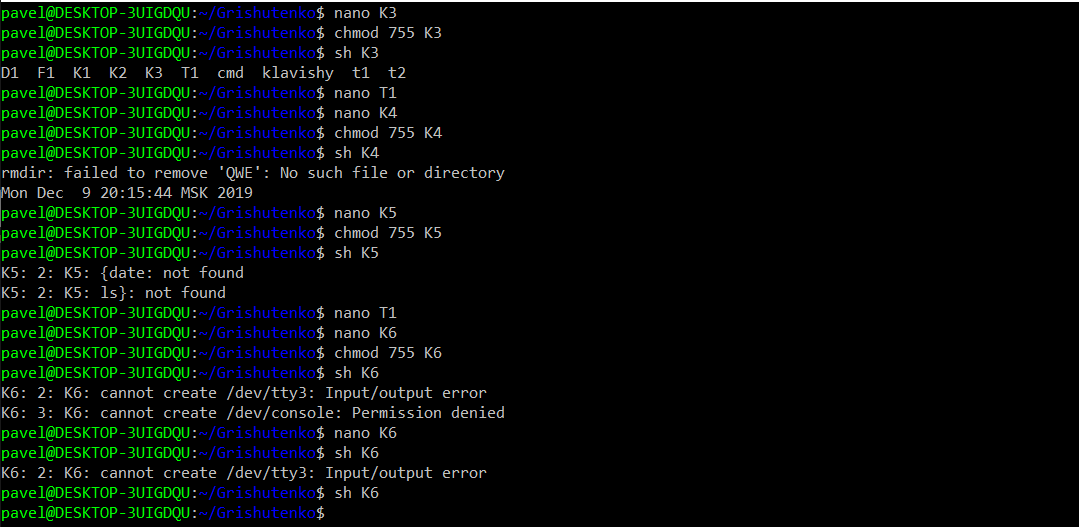 pavel@DESKTOP-3UIGDQU:~/Grishutenko$ nano K3
pavel@DESKTOP-3UIGDQU:~/Grishutenko$ chmod 755 K3
pavel@DESKTOP-3UIGDQU:~/Grishutenko$ sh K3
D1  F1  K1  K2  K3  T1  cmd  klavishy  t1  t2
pavel@DESKTOP-3UIGDQU:~/Grishutenko$ nano T1
pavel@DESKTOP-3UIGDQU:~/Grishutenko$ nano K4
pavel@DESKTOP-3UIGDQU:~/Grishutenko$ chmod 755 K4
pavel@DESKTOP-3UIGDQU:~/Grishutenko$ sh K4
rmdir: failed to remove 'QWE': No such file or directory
Mon Dec  9 20:15:44 MSK 2019
pavel@DESKTOP-3UIGDQU:~/Grishutenko$ nano K5
pavel@DESKTOP-3UIGDQU:~/Grishutenko$ chmod 755 K5
pavel@DESKTOP-3UIGDQU:~/Grishutenko$ sh K5
K5: 2: K5: {date: not found
K5: 2: K5: ls}: not found
pavel@DESKTOP-3UIGDQU:~/Grishutenko$ nano T1
pavel@DESKTOP-3UIGDQU:~/Grishutenko$ nano K6
pavel@DESKTOP-3UIGDQU:~/Grishutenko$ chmod 755 K6
pavel@DESKTOP-3UIGDQU:~/Grishutenko$ sh K6
K6: 2: K6: cannot create /dev/tty3: Input/output error
K6: 3: K6: cannot create /dev/console: Permission denied
pavel@DESKTOP-3UIGDQU:~/Grishutenko$ nano K6
pavel@DESKTOP-3UIGDQU:~/Grishutenko$ sh K6
K6: 2: K6: cannot create /dev/tty3: Input/output error
pavel@DESKTOP-3UIGDQU:~/Grishutenko$ sh K6
pavel@DESKTOP-3UIGDQU:~/Grishutenko$